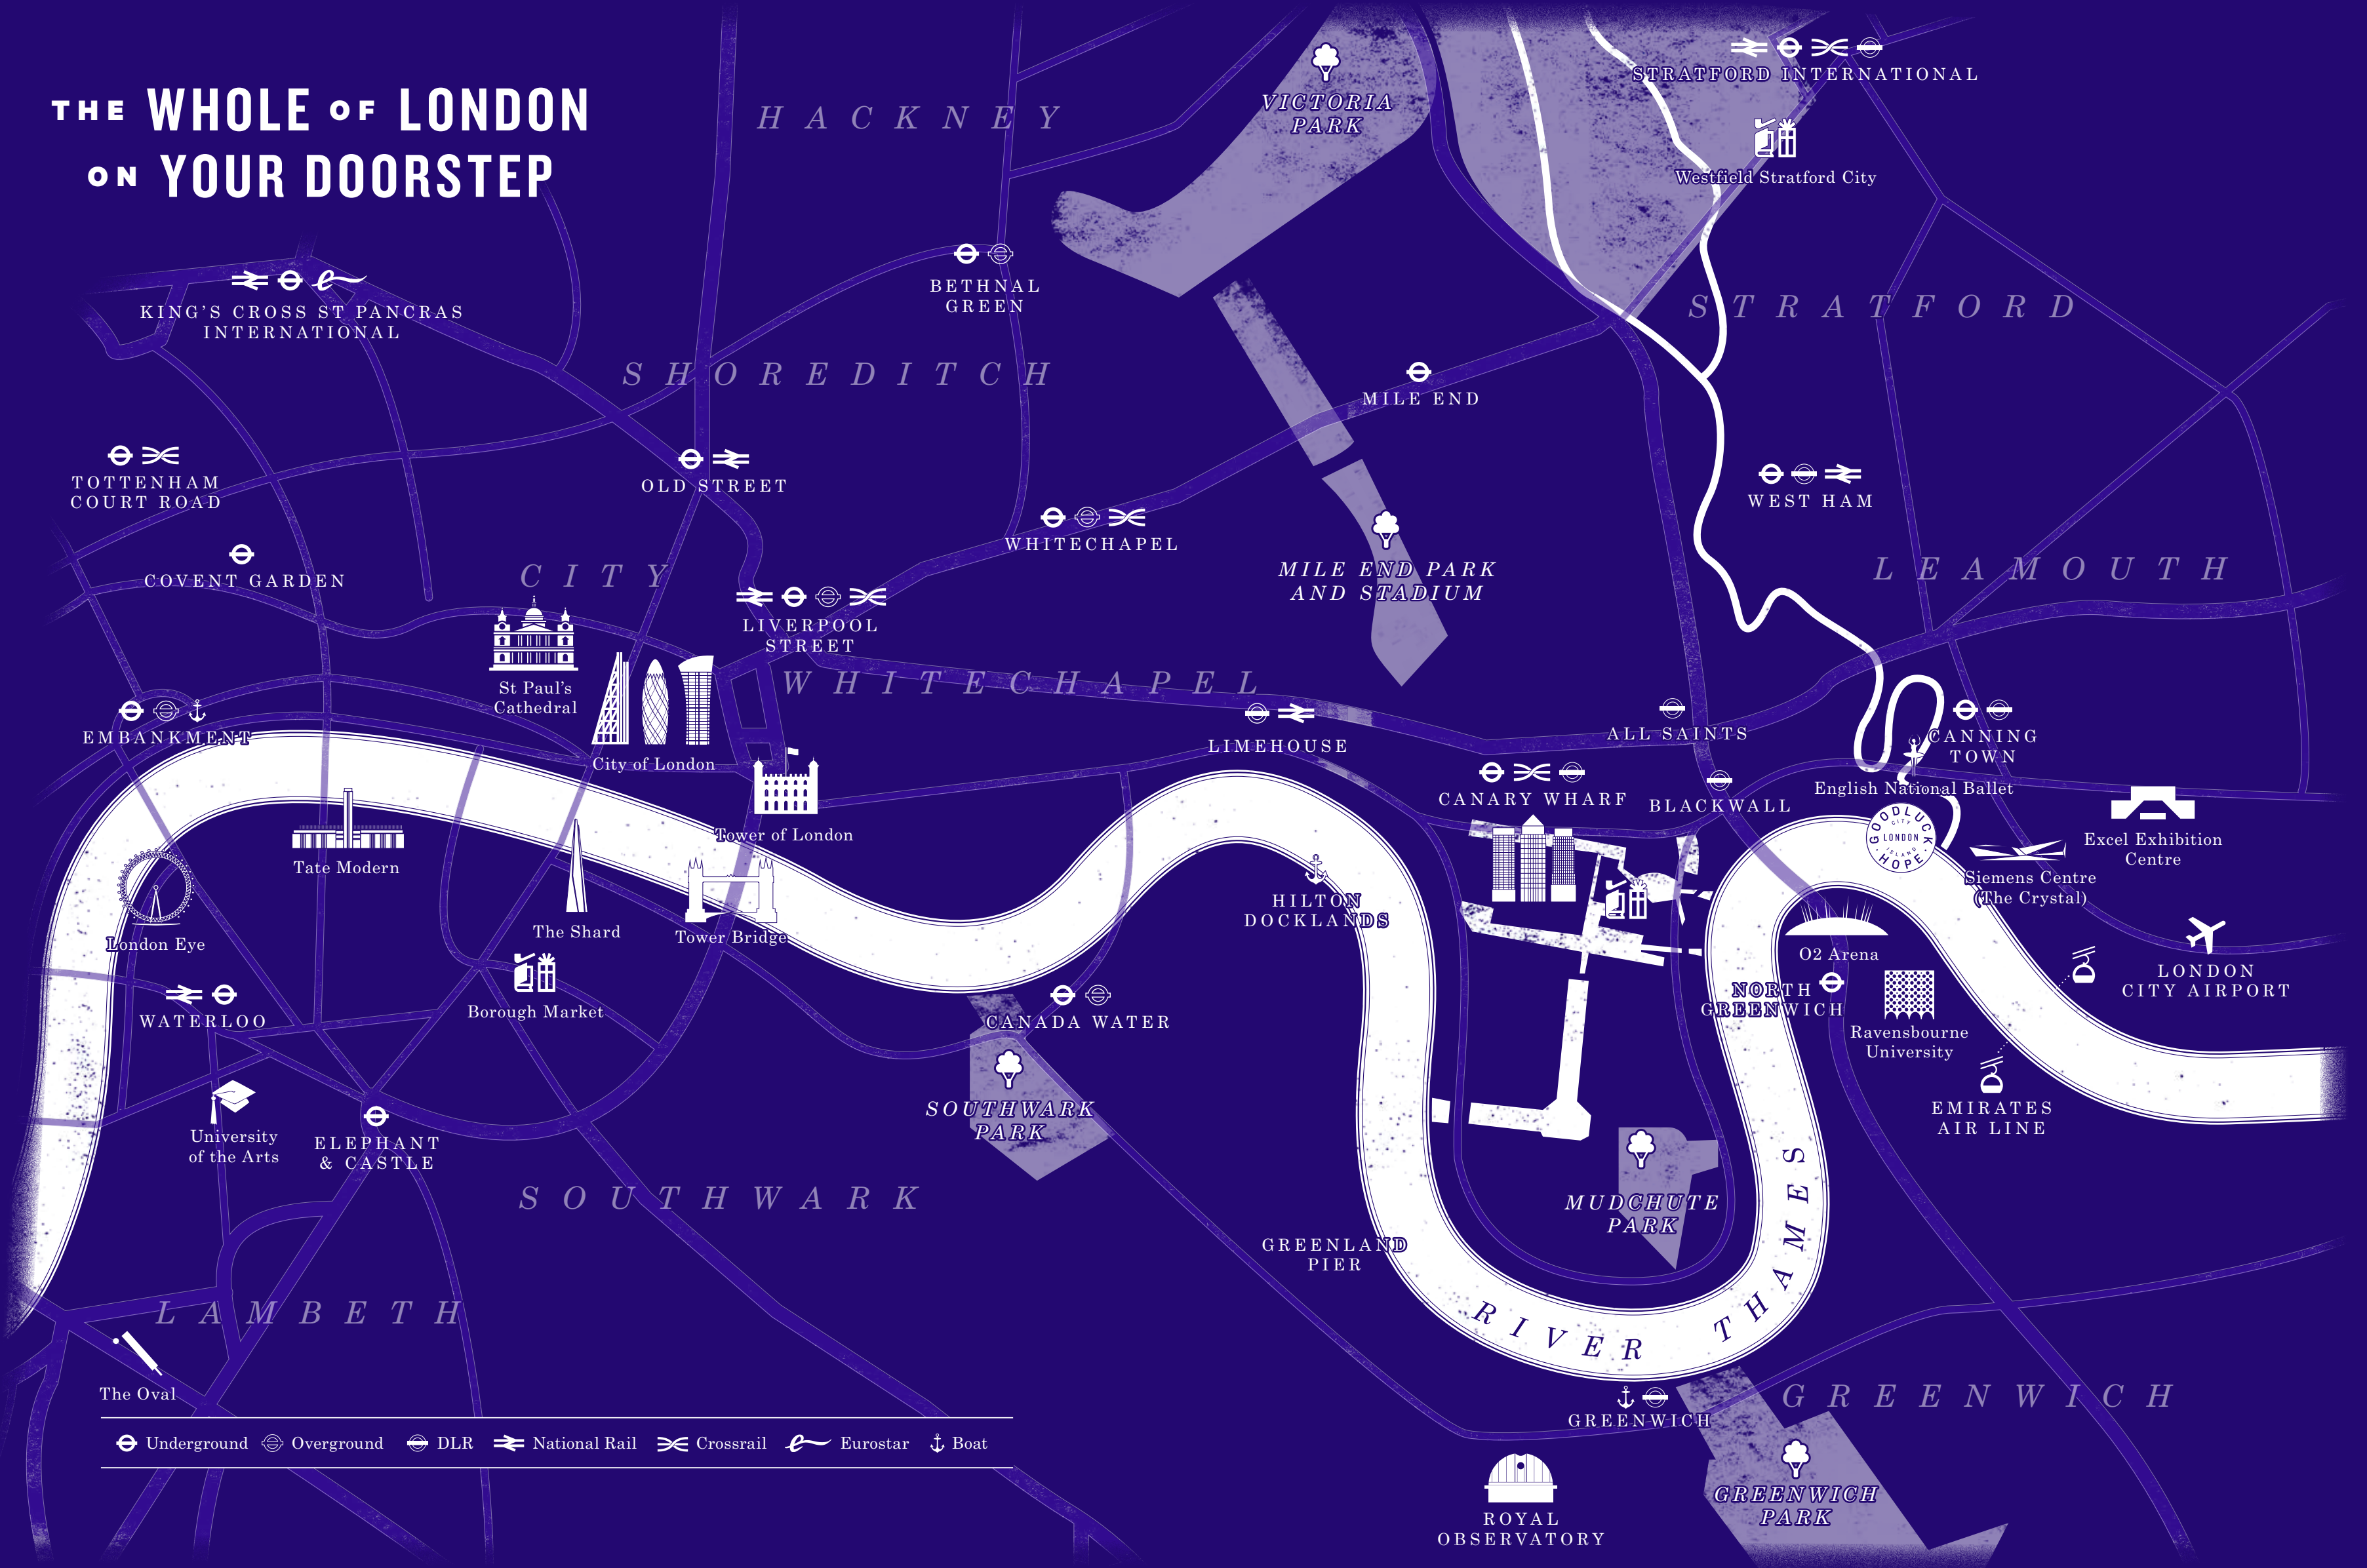 THE WHOLE OF LONDON
ON YOUR DOORSTEP
HACKNEY
VICTORIA
PARK
STRATFORD INTERNATIONAL
Westfield Stratford City
KING'S CROSS ST PANCRAS
INTERNATIONAL
BETHNAL
GREEN
STRATFORD
SHOREDITCH
MILE END
TOTTENHAM
COURT ROAD
OLD STREET
WEST HAM
WHITECHAPEL
COVENT GARDEN
CITY
MILE END PARK
AND STADIUM
LEAMOUTH
LIVERPOOL
STREET
St Paul's
Cathedral
WHITECHAPEL
EMBANKMENT
City of London
LIMEHOUSE
ALL SAINTS
CANNING
TOWN
English National Ballet
CANARY WHARF
BLACKWALL
Tower of London
Tate Modern
GOODLUCK
HOPE
CITY
LONDON
ISLAND
Excel Exhibition
Centre
Siemens Centre
(The Crystal)
London Eye
The Shard
Tower Bridge
HILTON
DOCKLANDS
O2 Arena
LONDON
CITY AIRPORT
WATERLOO
Borough Market
CANADA WATER
NORTH
GREENWICH
Ravensbourne
University
University
of the Arts
ELEPHANT
& CASTLE
SOUTHWARK
PARK
EMIRATES
AIR LINE
SOUTHWARK
MUDCHUTE
PARK
GREENLAND
PIER
RIVER THAMES
LAMBETH
The Oval
GREENWICH
GREENWICH
Underground Overground DLR National Rail Crossrail Eurostar Boat
GREENWICH
PARK
ROYAL
OBSERVATORY